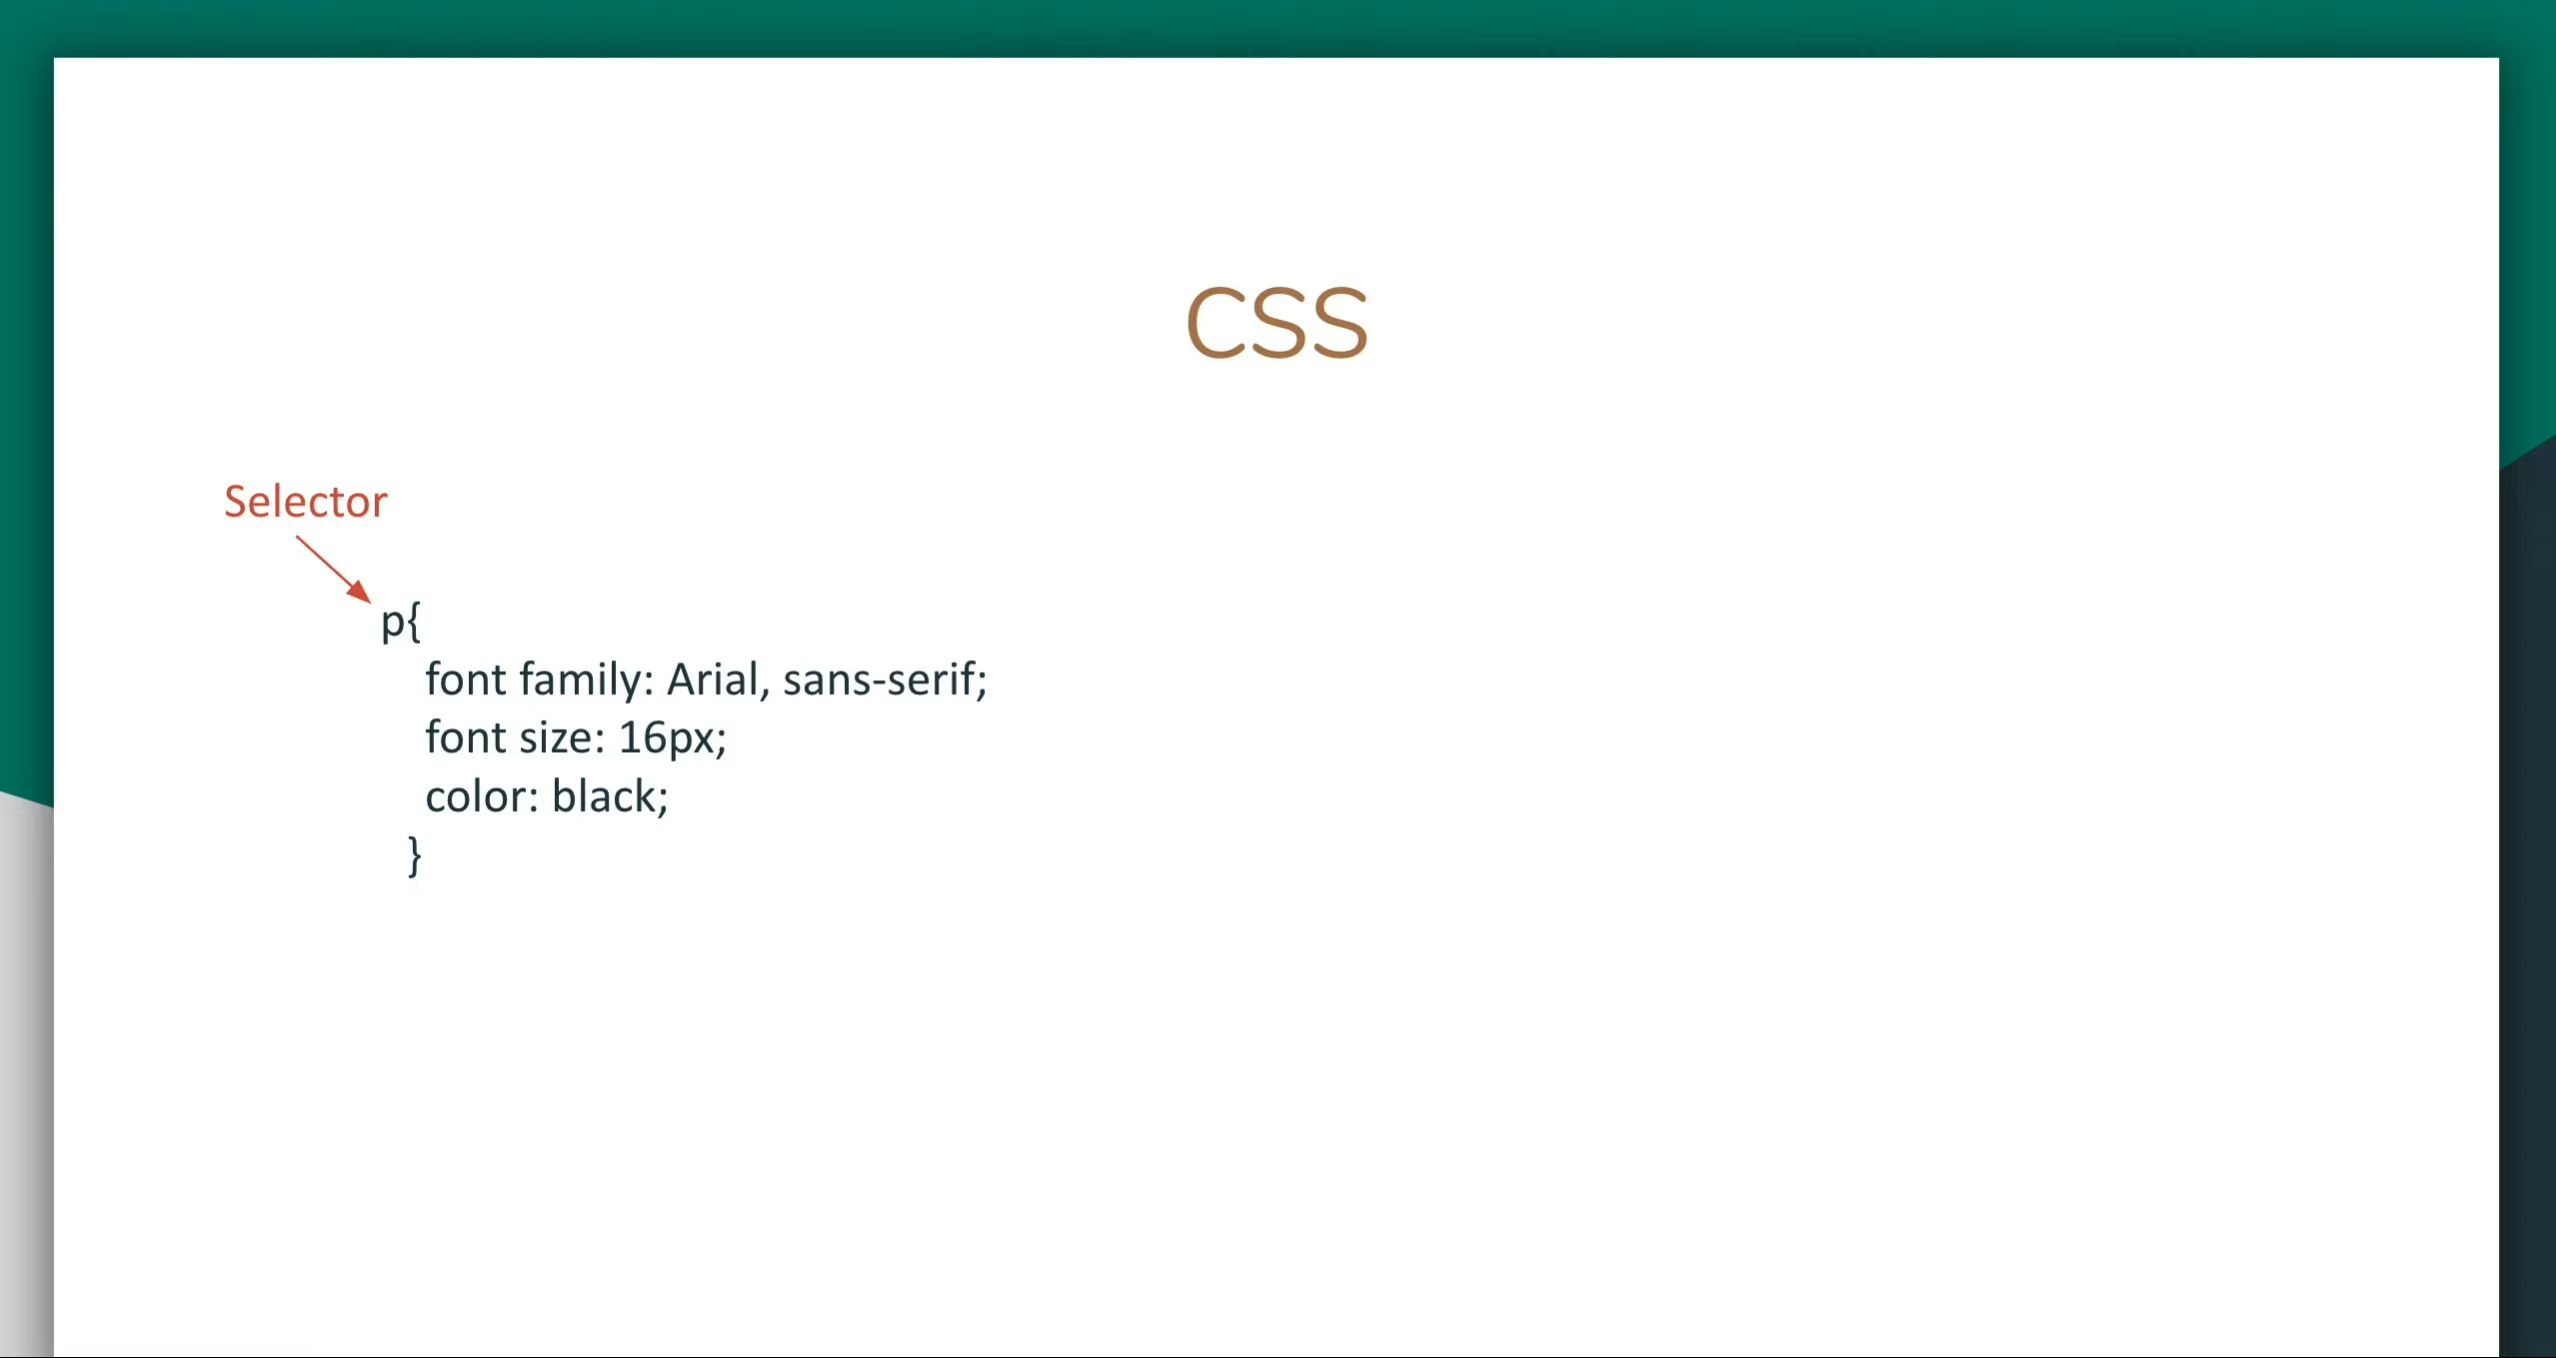 CSS
Selector
p{
font family: Arial, sans-serif;
font size: 16px;
color: black;
}